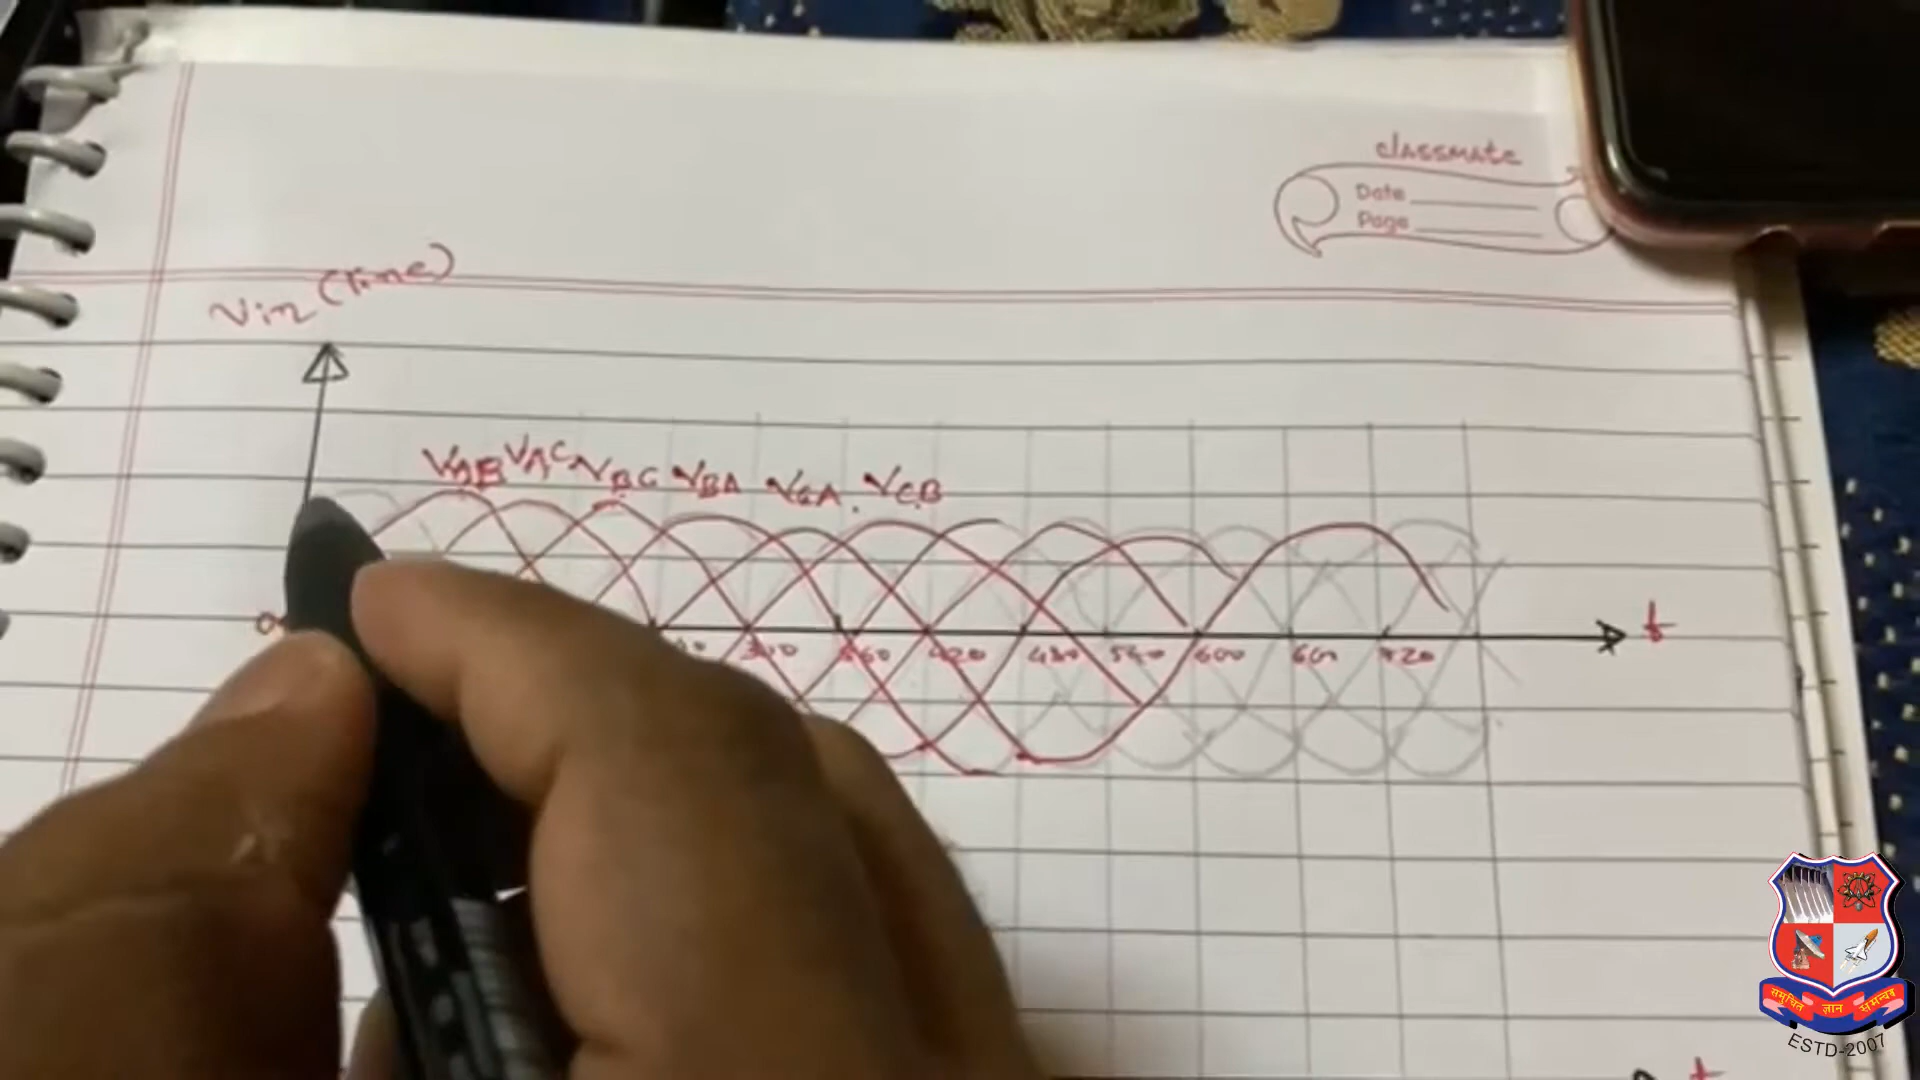 classmate
Date
Page
Vin (line)
VAB VAC VBC VBA VCA VCB
0
300 360 420 480 540 600 660 720
t
t
समुचित ज्ञान समन्वय
ESTD-2007